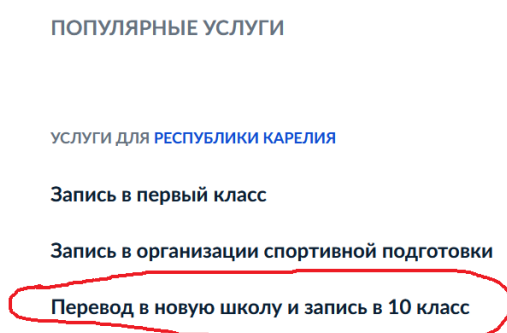 ПОПУЛЯРНЫЕ УСЛУГИ
УСЛУГИ ДЛЯ РЕСПУБЛИКИ КАРЕЛИЯ
Запись в первый класс
Запись в организации спортивной подготовки
Перевод в новую школу и запись в 10 класс